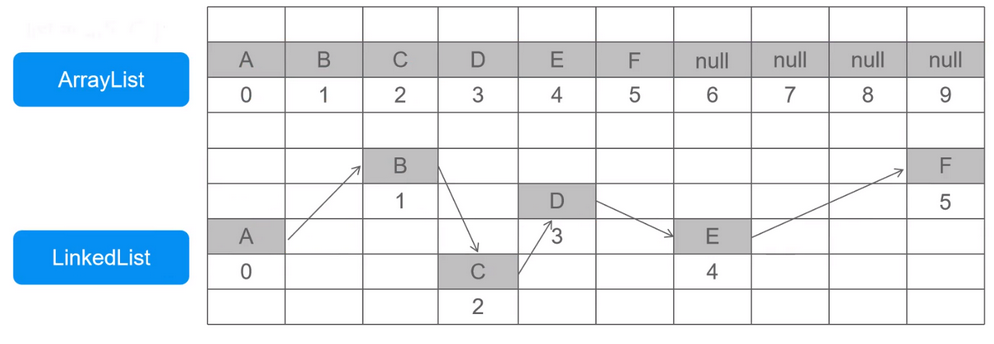 A B C D E F null null null null
ArrayList
0 1 2 3 4 5 6 7 8 9
B F
1 D 5
A 3 E
LinkedList
0 C 4
2